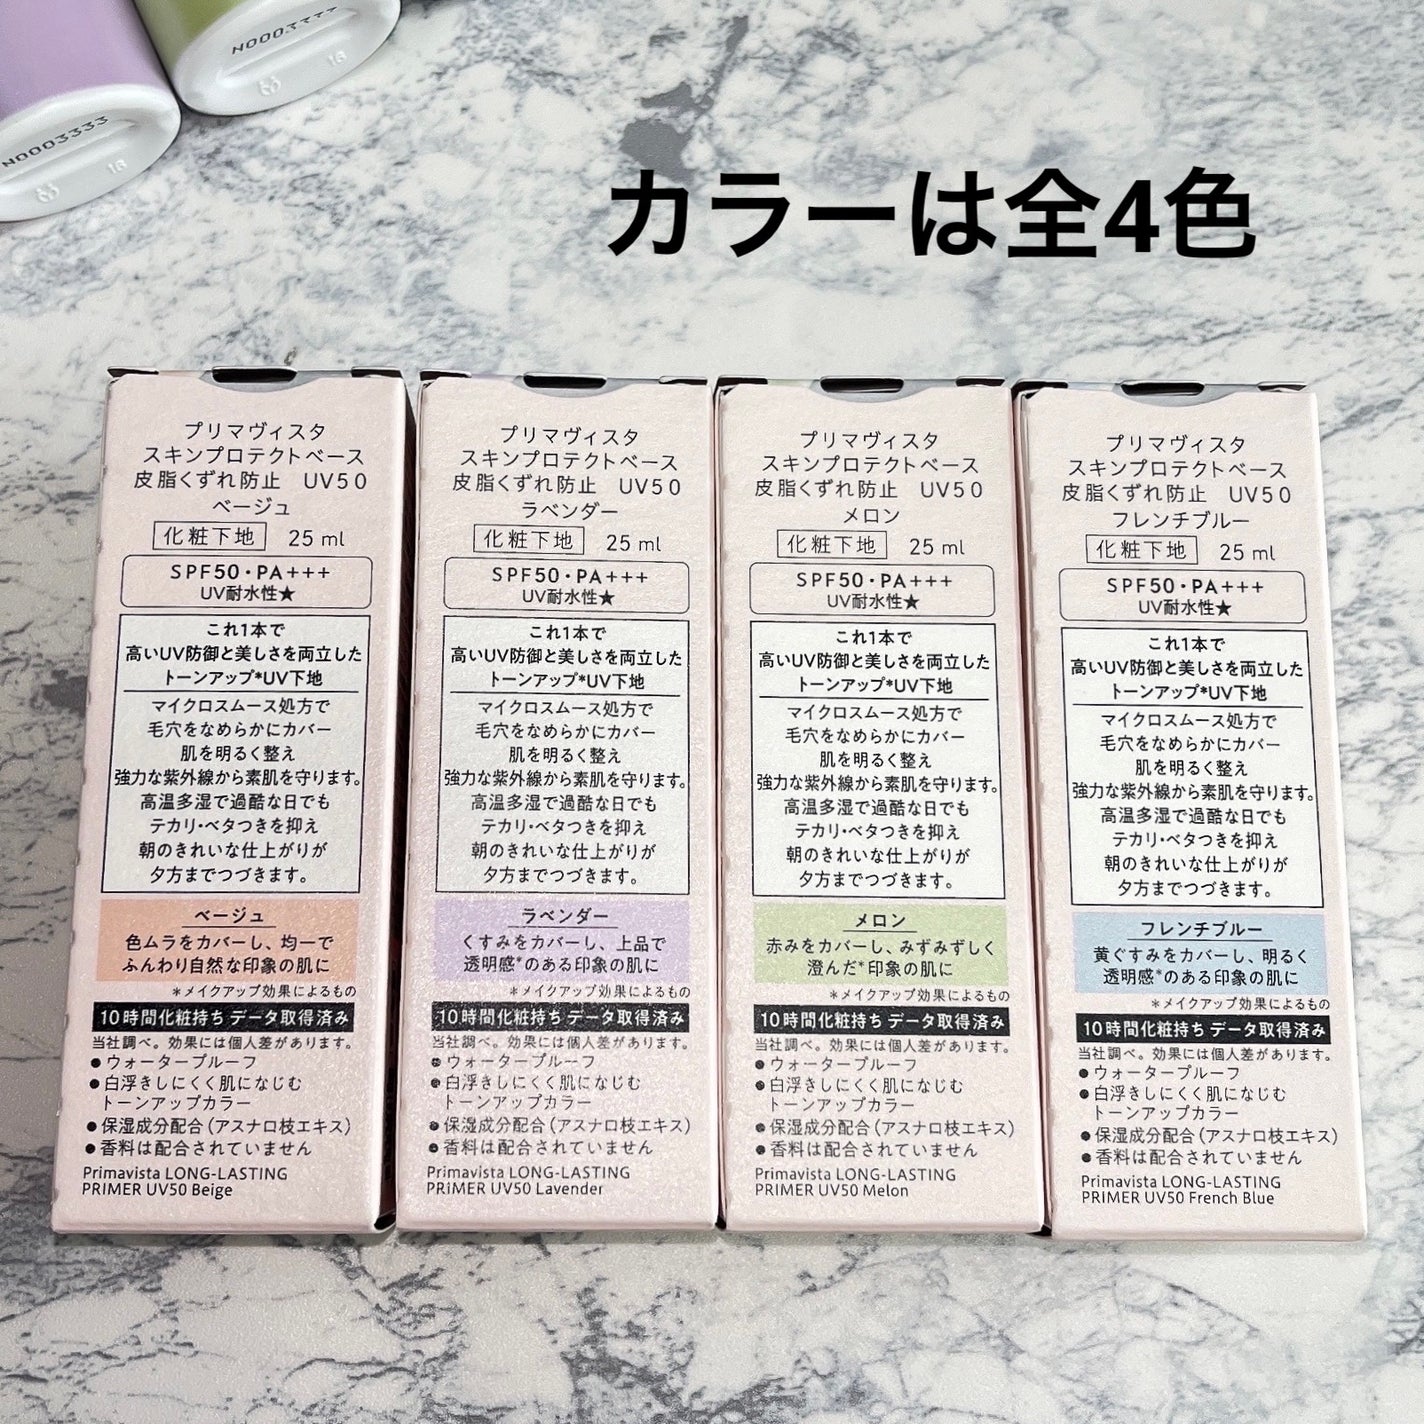 N0003333
18
N0003333
18
カラーは全4色
プリマヴィスタ
スキンプロテクトベース
皮脂くずれ防止　UV50
ベージュ
化粧下地　25 ml
SPF50・PA+++
UV耐水性★
これ1本で
高いUV防御と美しさを両立した
トーンアップ*UV下地
マイクロスムース処方で
毛穴をなめらかにカバー
肌を明るく整え
強力な紫外線から素肌を守ります。
高温多湿で過酷な日でも
テカリ・ベタつきを抑え
朝のきれいな仕上がりが
夕方までつづきます。
ベージュ
色ムラをカバーし、均一で
ふんわり自然な印象の肌に
*メイクアップ効果によるもの
10時間化粧持ち データ取得済み
当社調べ。効果には個人差があります。
●ウォータープルーフ
●白浮きしにくく肌になじむ
トーンアップカラー
●保湿成分配合（アスナロ枝エキス）
●香料は配合されていません
Primavista LONG-LASTING
PRIMER UV50 Beige
プリマヴィスタ
スキンプロテクトベース
皮脂くずれ防止　UV50
ラベンダー
化粧下地　25 ml
SPF50・PA+++
UV耐水性★
これ1本で
高いUV防御と美しさを両立した
トーンアップ*UV下地
マイクロスムース処方で
毛穴をなめらかにカバー
肌を明るく整え
強力な紫外線から素肌を守ります。
高温多湿で過酷な日でも
テカリ・ベタつきを抑え
朝のきれいな仕上がりが
夕方までつづきます。
ラベンダー
くすみをカバーし、上品で
透明感*のある印象の肌に
*メイクアップ効果によるもの
10時間化粧持ち データ取得済み
当社調べ。効果には個人差があります。
●ウォータープルーフ
●白浮きしにくく肌になじむ
トーンアップカラー
●保湿成分配合（アスナロ枝エキス）
●香料は配合されていません
Primavista LONG-LASTING
PRIMER UV50 Lavender
プリマヴィスタ
スキンプロテクトベース
皮脂くずれ防止　UV50
メロン
化粧下地　25 ml
SPF50・PA+++
UV耐水性★
これ1本で
高いUV防御と美しさを両立した
トーンアップ*UV下地
マイクロスムース処方で
毛穴をなめらかにカバー
肌を明るく整え
強力な紫外線から素肌を守ります。
高温多湿で過酷な日でも
テカリ・ベタつきを抑え
朝のきれいな仕上がりが
夕方までつづきます。
メロン
赤みをカバーし、みずみずしく
澄んだ*印象の肌に
*メイクアップ効果によるもの
10時間化粧持ち データ取得済み
当社調べ。効果には個人差があります。
●ウォータープルーフ
●白浮きしにくく肌になじむ
トーンアップカラー
●保湿成分配合（アスナロ枝エキス）
●香料は配合されていません
Primavista LONG-LASTING
PRIMER UV50 Melon
プリマヴィスタ
スキンプロテクトベース
皮脂くずれ防止　UV50
フレンチブルー
化粧下地　25 ml
SPF50・PA+++
UV耐水性★
これ1本で
高いUV防御と美しさを両立した
トーンアップ*UV下地
マイクロスムース処方で
毛穴をなめらかにカバー
肌を明るく整え
強力な紫外線から素肌を守ります。
高温多湿で過酷な日でも
テカリ・ベタつきを抑え
朝のきれいな仕上がりが
夕方までつづきます。
フレンチブルー
黄ぐすみをカバーし、明るく
透明感*のある印象の肌に
*メイクアップ効果によるもの
10時間化粧持ち データ取得済み
当社調べ。効果には個人差があります。
●ウォータープルーフ
●白浮きしにくく肌になじむ
トーンアップカラー
●保湿成分配合（アスナロ枝エキス）
●香料は配合されていません
Primavista LONG-LASTING
PRIMER UV50 French Blue